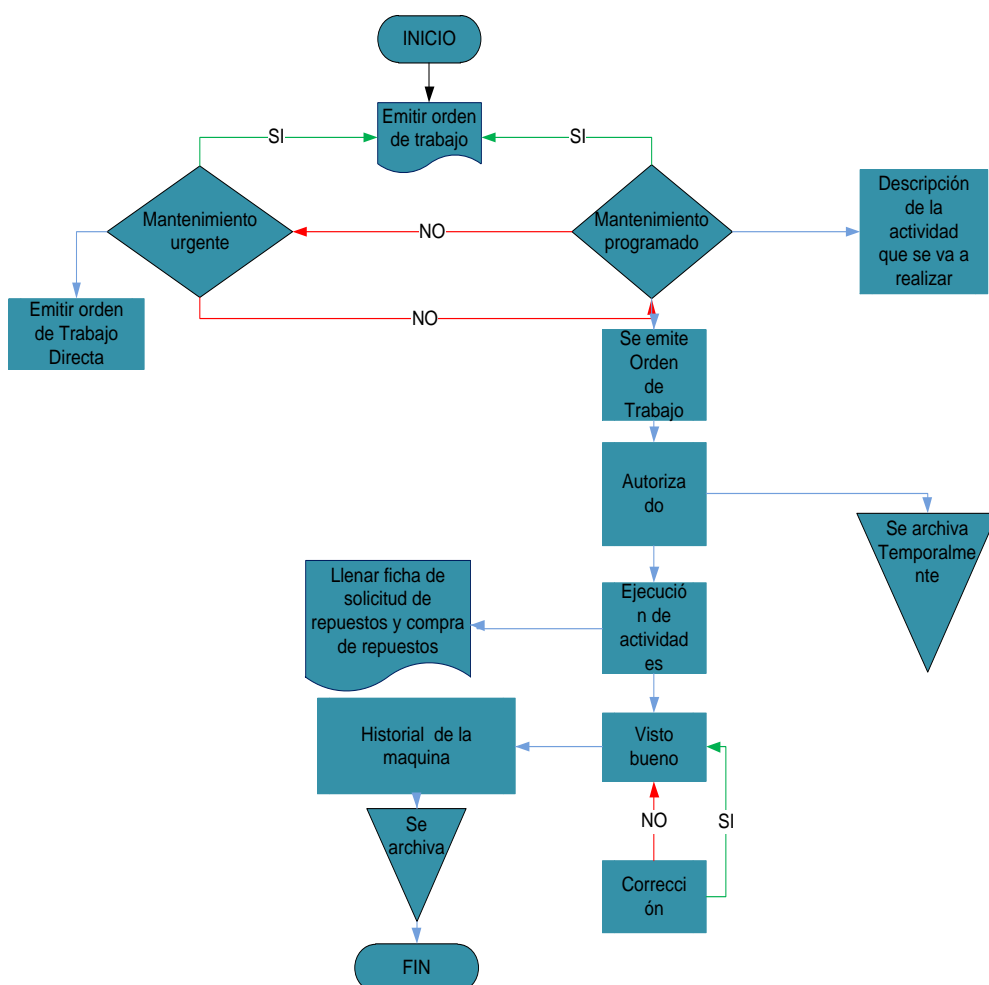 INICIO
Emitir orden
de trabajo
SI
SI
Mantenimiento
urgente
NO
Mantenimiento
programado
Descripción
de la
actividad
que se va a
realizar
Emitir orden
de Trabajo
Directa
NO
Se emite
Orden
de
Trabajo
Autoriza
do
Se archiva
Temporalme
nte
Llenar ficha de
solicitud de
repuestos y compra
de repuestos
Ejecució
n de
actividad
es
Historial de la
maquina
Visto
bueno
Se
archiva
NO
SI
Correcci
ón
FIN